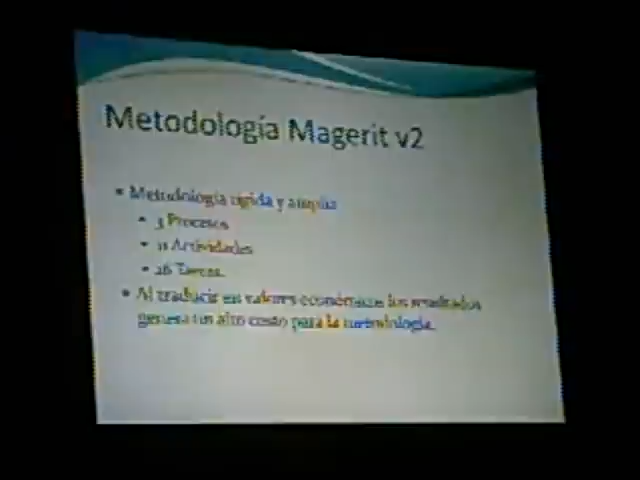 Metodología Magerit v2
• Metodología rígida y amplia
• 3 Procesos
• 11 Actividades
• 26 Tareas.
• Al traducir en valores económicos los resultados
genera un alto costo para la metodología.